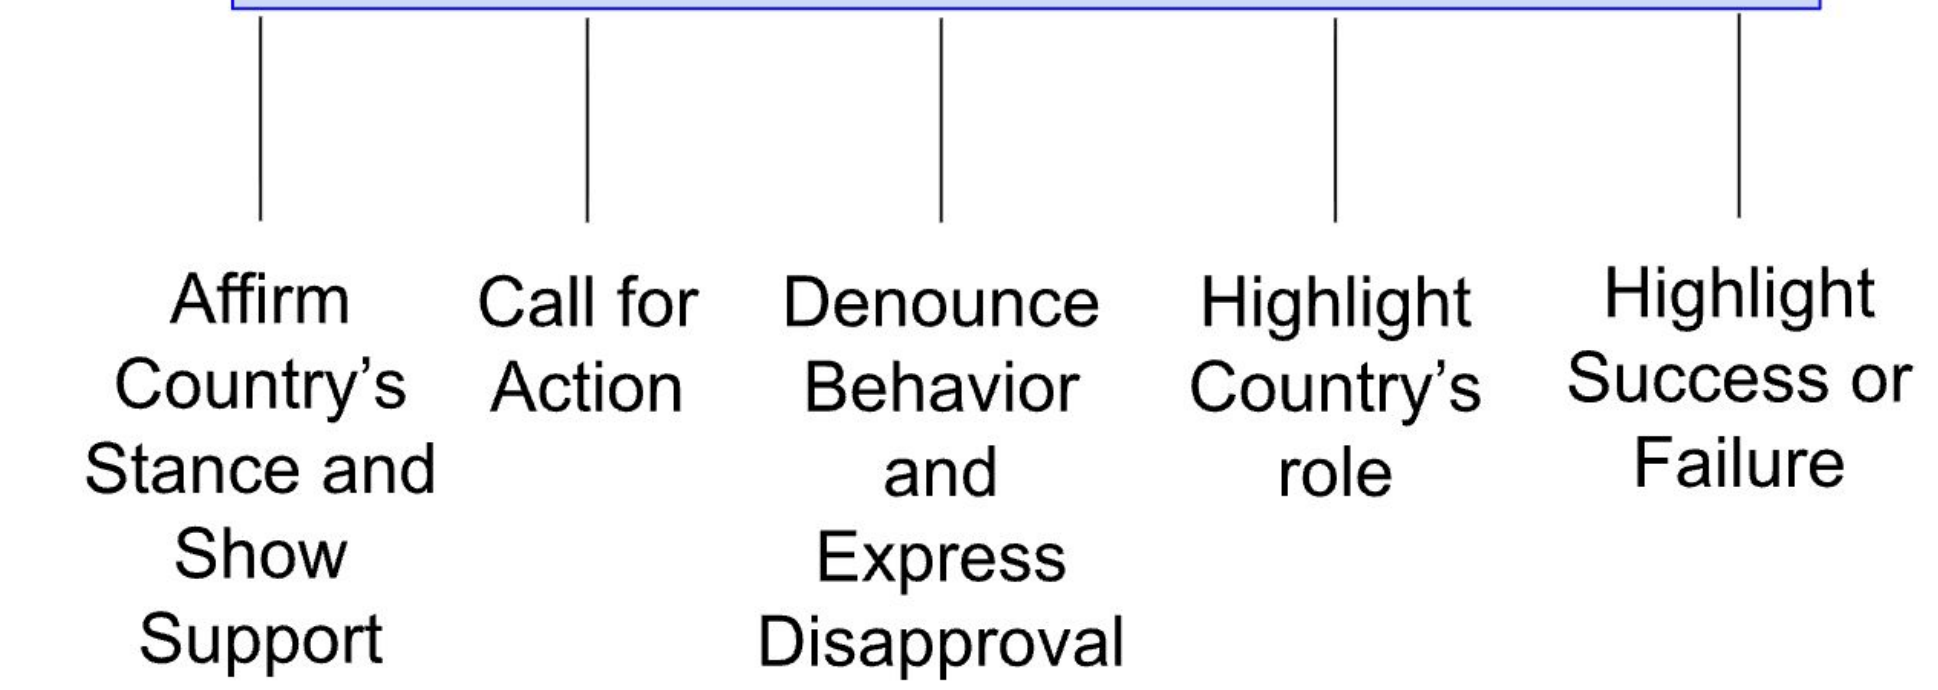 Affirm
Country’s
Stance and
Show
Support
Call for
Action
Denounce
Behavior
and
Express
Disapproval
Highlight
Country’s
role
Highlight
Success or
Failure